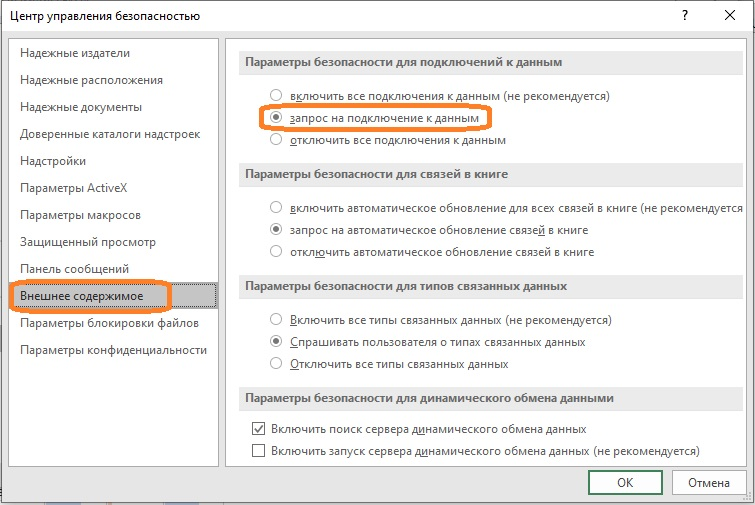 Центр управления безопасностью
?
Надежные издатели
Надежные расположения
Надежные документы
Доверенные каталоги надстроек
Надстройки
Параметры ActiveX
Параметры макросов
Защищенный просмотр
Панель сообщений
Внешнее содержимое
Параметры блокировки файлов
Параметры конфиденциальности
Параметры безопасности для подключений к данным
включить все подключения к данным (не рекомендуется)
запрос на подключение к данным
отключить все подключения к данным
Параметры безопасности для связей в книге
включить автоматическое обновление для всех связей в книге (не рекомендуется
запрос на автоматическое обновление связей в книге
отключить автоматическое обновление связей в книге
Параметры безопасности для типов связанных данных
Включить все типы связанных данных (не рекомендуется)
Спрашивать пользователя о типах связанных данных
Отключить все типы связанных данных
Параметры безопасности для динамического обмена данными
Включить поиск сервера динамического обмена данных
Включить запуск сервера динамического обмена данных (не рекомендуется)
ОК
Отмена